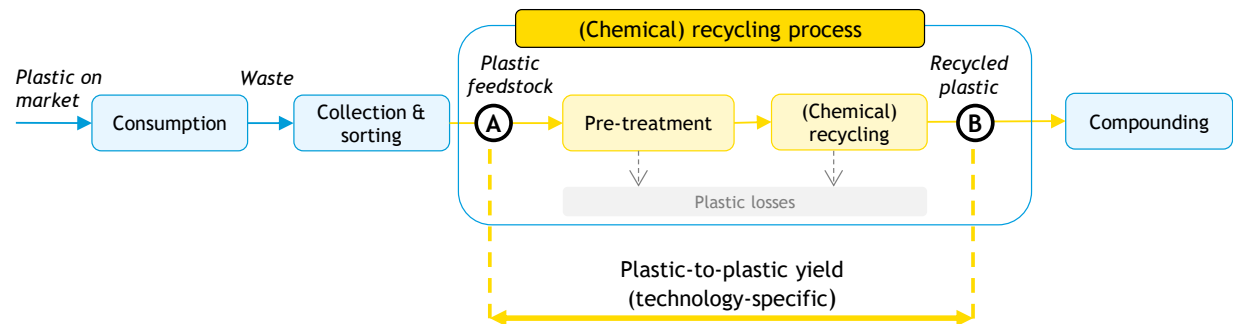 (Chemical) recycling process
Plastic on
market
Waste
Plastic
feedstock
Recycled
plastic
Consumption
Collection &
sorting
A
Pre-treatment
(Chemical)
recycling
B
Compounding
Plastic losses
Plastic-to-plastic yield
(technology-specific)